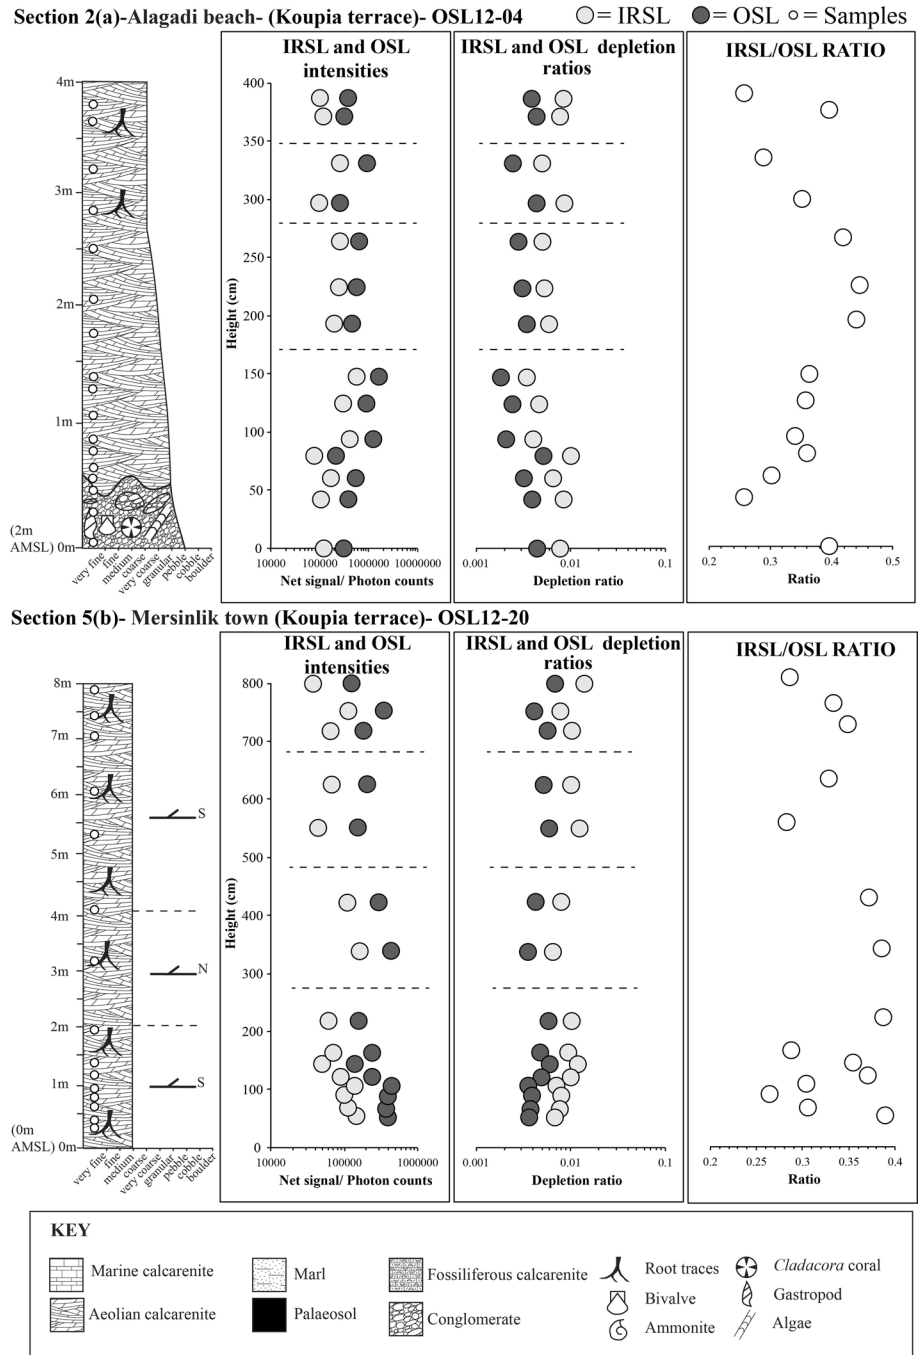 Section 2(a)-Alagadi beach- (Koupia terrace)- OSL12-04
= IRSL = OSL = Samples
IRSL and OSL
intensities
IRSL and OSL depletion
ratios
IRSL/OSL RATIO
4m
3m
2m
1m
(2m
AMSL) 0m
very fine
fine
medium
coarse
very coarse
granular
pebble
cobble
boulder
Height (cm)
400
350
300
250
200
150
100
50
0
10000 100000 1000000 10000000
Net signal/ Photon counts
0.001 0.01 0.1
Depletion ratio
0.2 0.3 0.4 0.5
Ratio
Section 5(b)- Mersinlik town (Koupia terrace)- OSL12-20
IRSL and OSL
intensities
IRSL and OSL depletion
ratios
IRSL/OSL RATIO
8m
7m
6m
5m
4m
3m
2m
1m
(0m
AMSL) 0m
S
N
S
very fine
fine
medium
coarse
very coarse
granular
pebble
cobble
boulder
Height (cm)
800
700
600
500
400
300
200
100
0
10000 100000 1000000
Net signal/ Photon counts
0.001 0.01 0.1
Depletion ratio
0.2 0.25 0.3 0.35 0.4
Ratio
KEY
Marine calcarenite
Aeolian calcarenite
Marl
Palaeosol
Fossiliferous calcarenite
Conglomerate
Root traces
Bivalve
Ammonite
Cladacora coral
Gastropod
Algae